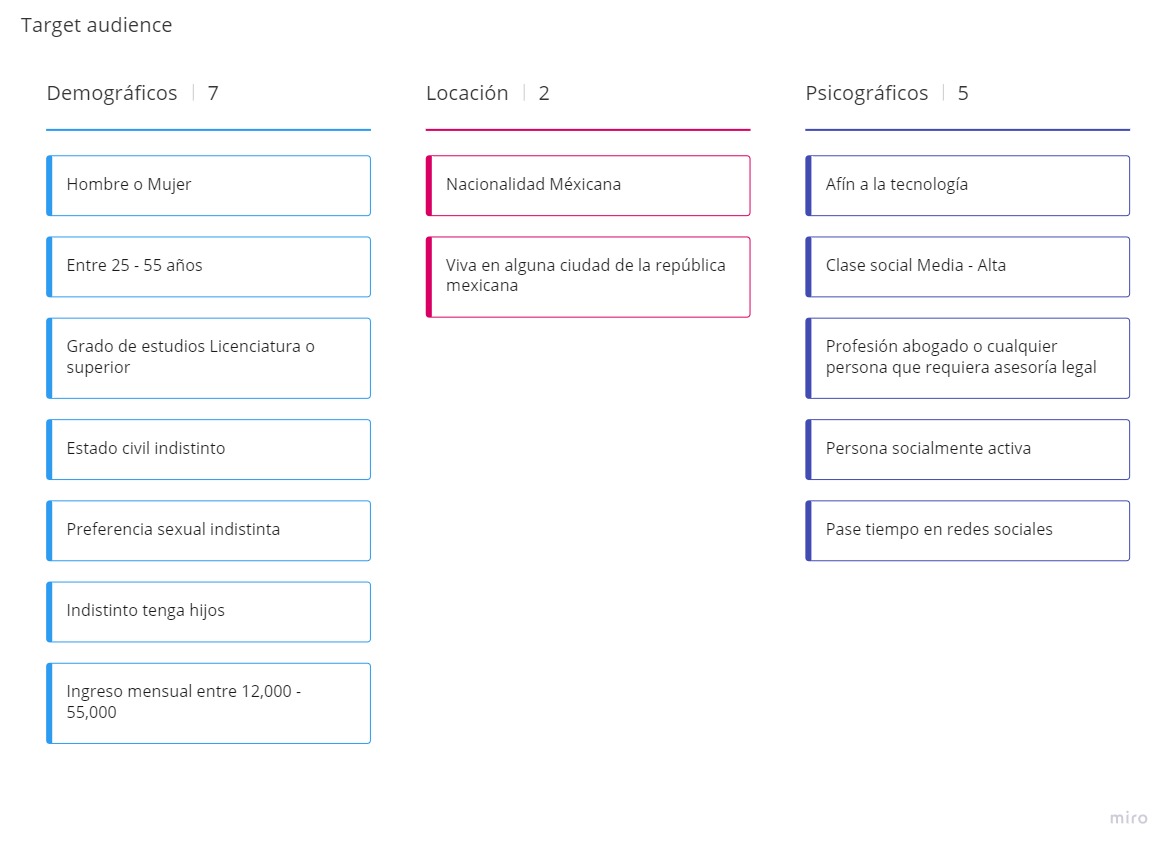 Target audience
Demográficos | 7
Hombre o Mujer
Entre 25 - 55 años
Grado de estudios Licenciatura o
superior
Estado civil indistinto
Preferencia sexual indistinta
Indistinto tenga hijos
Ingreso mensual entre 12,000 -
55,000
Locación | 2
Nacionalidad Méxicana
Viva en alguna ciudad de la república
mexicana
Psicográficos | 5
Afín a la tecnología
Clase social Media - Alta
Profesión abogado o cualquier
persona que requiera asesoría legal
Persona socialmente activa
Pase tiempo en redes sociales
miro